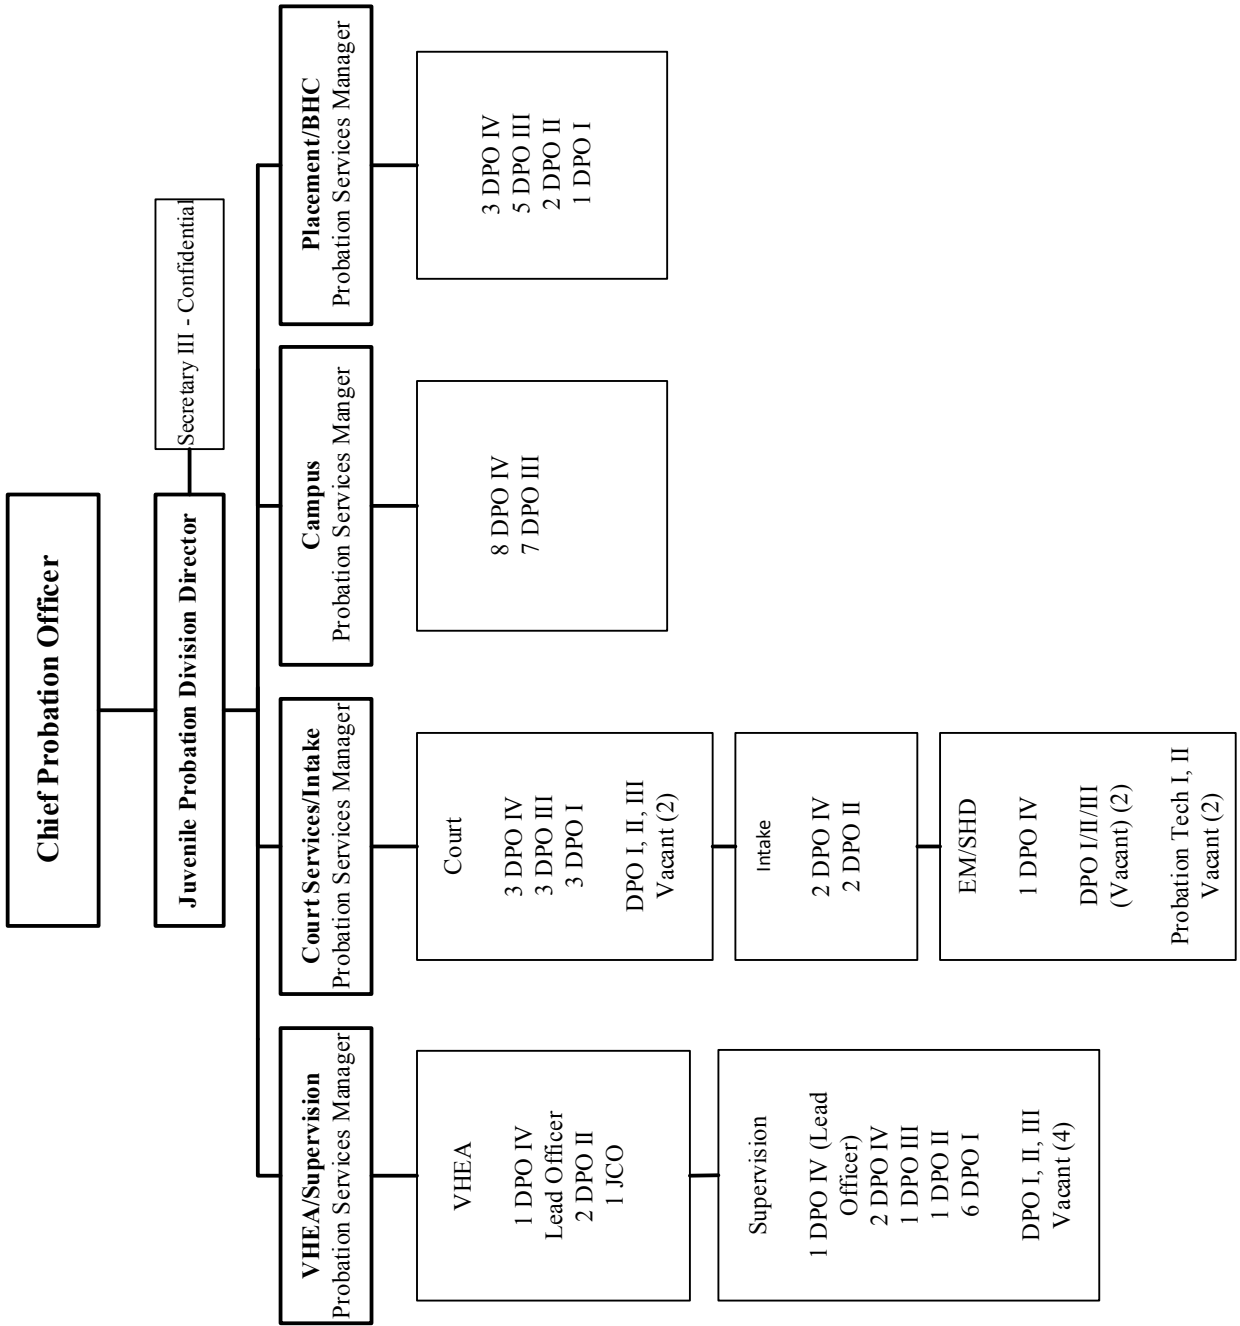 Chief Probation Officer
Juvenile Probation Division Director
Secretary III - Confidential
VHEA/Supervision
Probation Services Manager
VHEA
1 DPO IV
Lead Officer
2 DPO II
1 JCO
Supervision
1 DPO IV (Lead
Officer)
2 DPO IV
1 DPO III
1 DPO II
6 DPO I
DPO I, II, III
Vacant (4)
Court Services/Intake
Probation Services Manager
Court
3 DPO IV
3 DPO III
3 DPO I
DPO I, II, III
Vacant (2)
Intake
2 DPO IV
2 DPO II
EM/SHD
1 DPO IV
DPO I/II/III
(Vacant) (2)
Probation Tech I, II
Vacant (2)
Campus
Probation Services Manger
8 DPO IV
7 DPO III
Placement/BHC
Probation Services Manager
3 DPO IV
5 DPO III
2 DPO II
1 DPO I